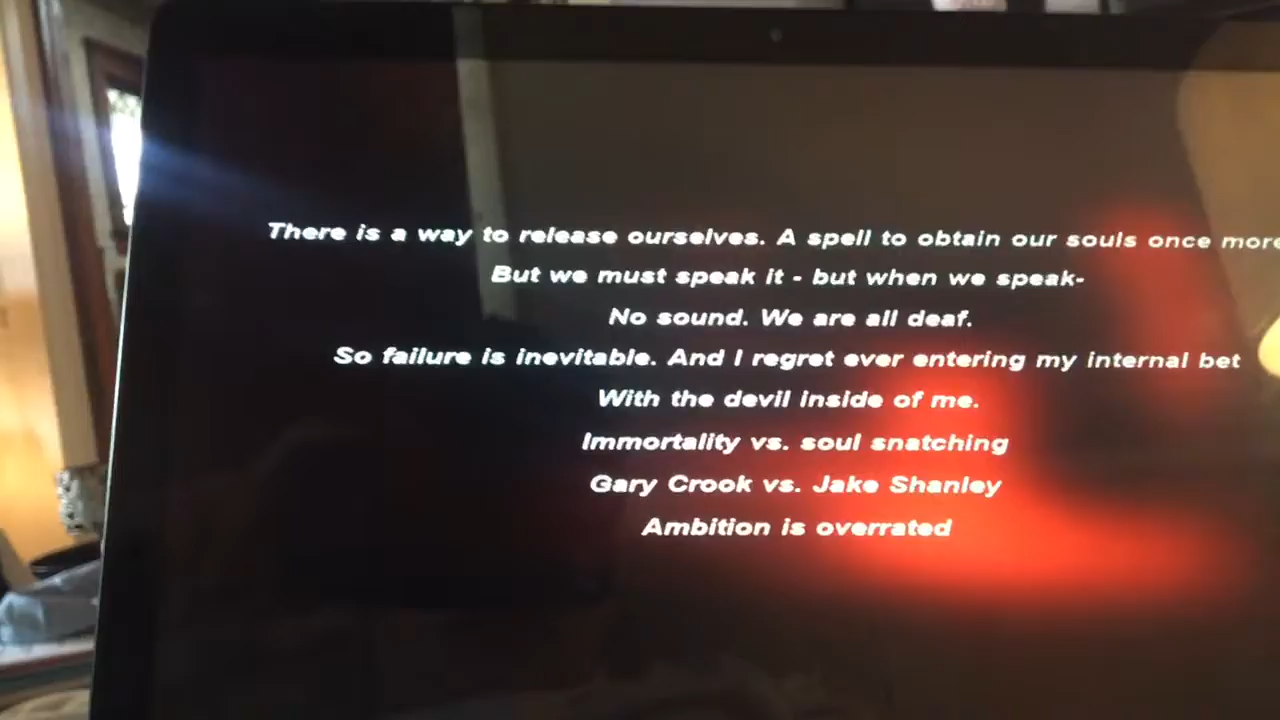 There is a way to release ourselves. A spell to obtain our souls once more
But we must speak it - but when we speak-
No sound. We are all deaf.
So failure is inevitable. And I regret ever entering my internal bet
With the devil inside of me.
Immortality vs. soul snatching
Gary Crook vs. Jake Shanley
Ambition is overrated